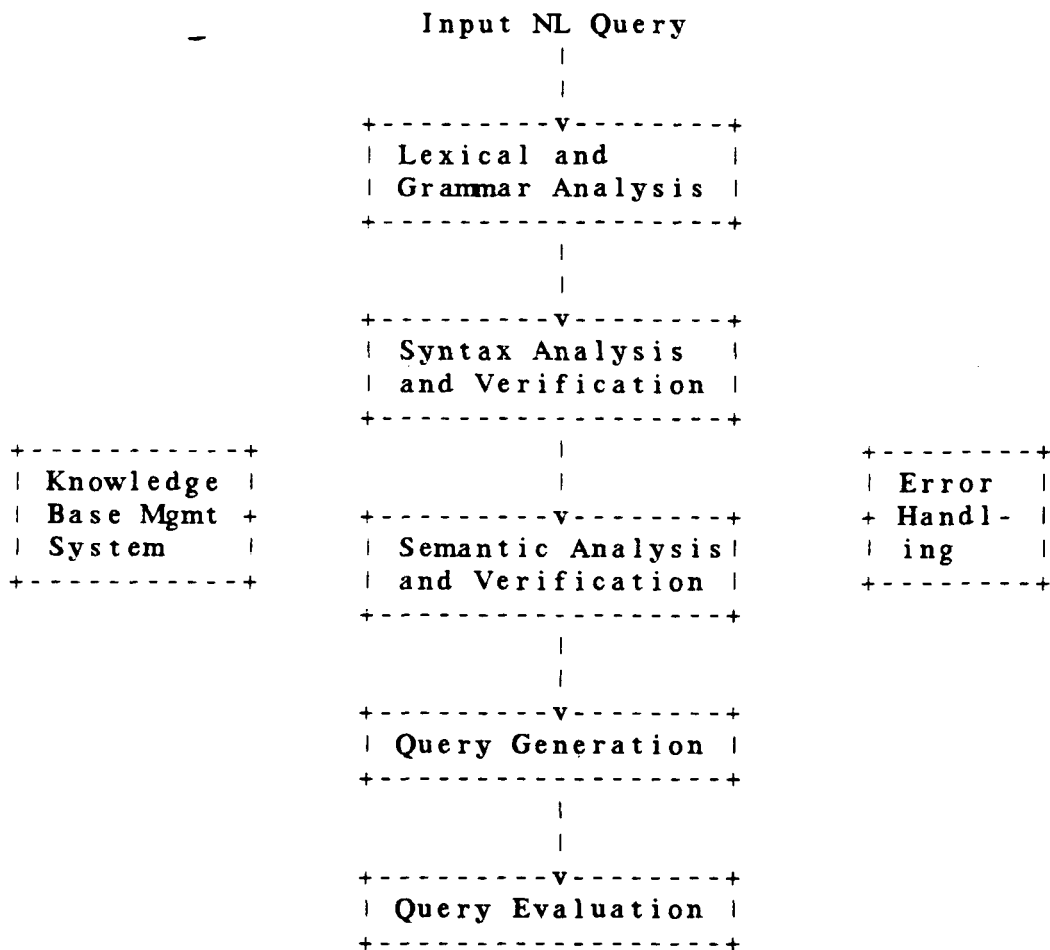 Input NL Query
Lexical and
Grammar Analysis
Syntax Analysis
and Verification
Knowledge
Base Mgmt
System
Semantic Analysis
and Verification
Error
Handl-
ing
Query Generation
Query Evaluation